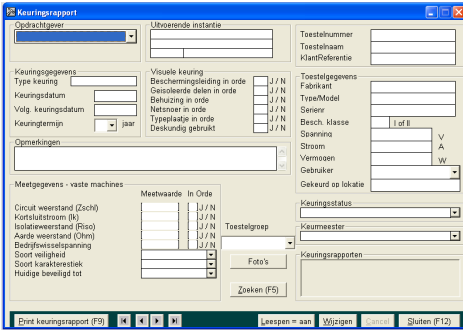 Keuringsrapport
Opdrachtgever
Uitvoerende instantie
Toestelnummer
Toestelnaam
KlantReferentie
Keuringsgegevens
Type keuring
Keuringsdatum
Volg. keuringsdatum
Keuringtermijn jaar
Visuele keuring
Beschermingsleiding in orde J / N
Geisoleerde delen in orde J / N
Behuizing in orde J / N
Netsnoer in orde J / N
Typeplaatje in orde J / N
Deskundig gebruikt J / N
Toestelgegevens
Fabrikant
Type/Model
Serienr
Besch. klasse I of II
Spanning V
Stroom A
Vermogen W
Gebruiker
Gekeurd op lokatie
Opmerkingen
Meetgegevens - vaste machines
Meetwaarde In Orde
Circuit weerstand (Zschl) J / N
Kortsluitstroom (Ik) J / N
Isolatieweerstand (Riso) J / N
Aarde weerstand (Ohm) J / N
Bedrijfswisselspanning J / N
Soort veiligheid
Soort karakterestiek
Huidige beveiligd tot
Toestelgroep
Foto's
Zoeken (F5)
Keuringsstatus
Keurmeester
Keuringsrapporten
Print keuringsrapport (F9)
Leespen = aan
Wijzigen
Cancel
Sluiten (F12)